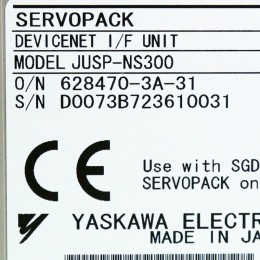 SERVOPACK
DEVICENET I/F UNIT
MODEL JUSP-NS300
O/N 628470-3A-31
S/N D0073B723610031
CE
Use with SGD
SERVOPACK on
YASKAWA ELECTR
MADE IN JA